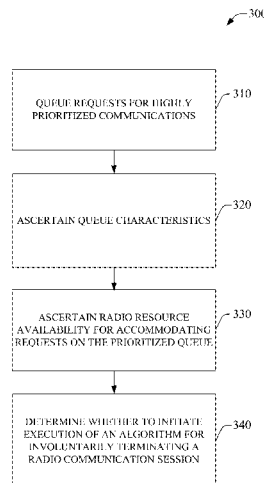 300
QUEUE REQUESTS FOR HIGHLY
PRIORITIZED COMMUNICATIONS
310
ASCERTAIN QUEUE CHARACTERISTICS
320
ASCERTAIN RADIO RESOURCE
AVAILABILITY FOR ACCOMMODATING
REQUESTS ON THE PRIORITIZED QUEUE
330
DETERMINE WHETHER TO INITIATE
EXECUTION OF AN ALGORITHM FOR
INVOLUNTARILY TERMINATING A
RADIO COMMUNICATION SESSION
340